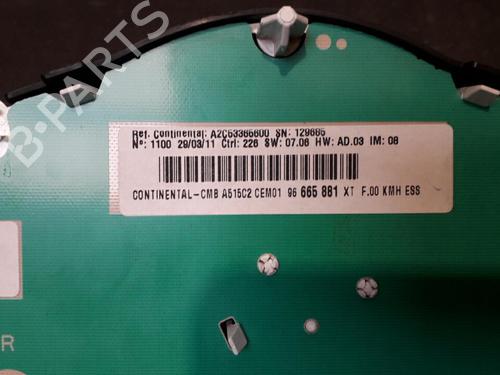 Ref. Continental: A2C53365600 SN: 129665
Nº: 1100 29/03/11 Ctrl: 226 SW: 07.06 HW: AD.03 IM: 08
CONTINENTAL-CMB A515C2 CEM01 96 665 881 XT F.00 KMH ESS
B-PARTS
R